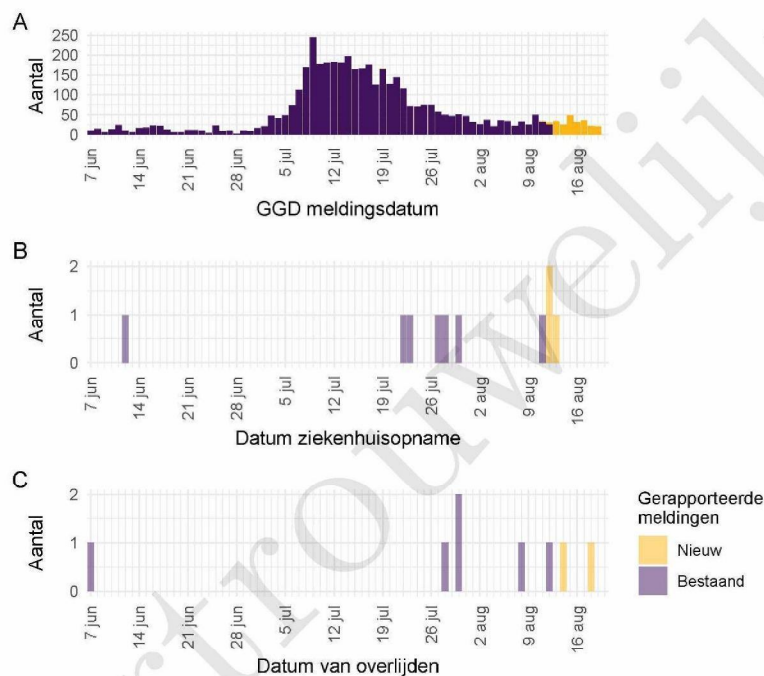 A
Aantal
250
200
150
100
50
0
7 jun
14 jun
21 jun
28 jun
5 jul
12 jul
19 jul
26 jul
2 aug
9 aug
16 aug
GGD meldingsdatum
B
Aantal
2
1
0
7 jun
14 jun
21 jun
28 jun
5 jul
12 jul
19 jul
26 jul
2 aug
9 aug
16 aug
Datum ziekenhuisopname
C
Aantal
2
1
0
7 jun
14 jun
21 jun
28 jun
5 jul
12 jul
19 jul
26 jul
2 aug
9 aug
16 aug
Datum van overlijden
Gerapporteerde
meldingen
Nieuw
Bestaand
rtrouwelijk